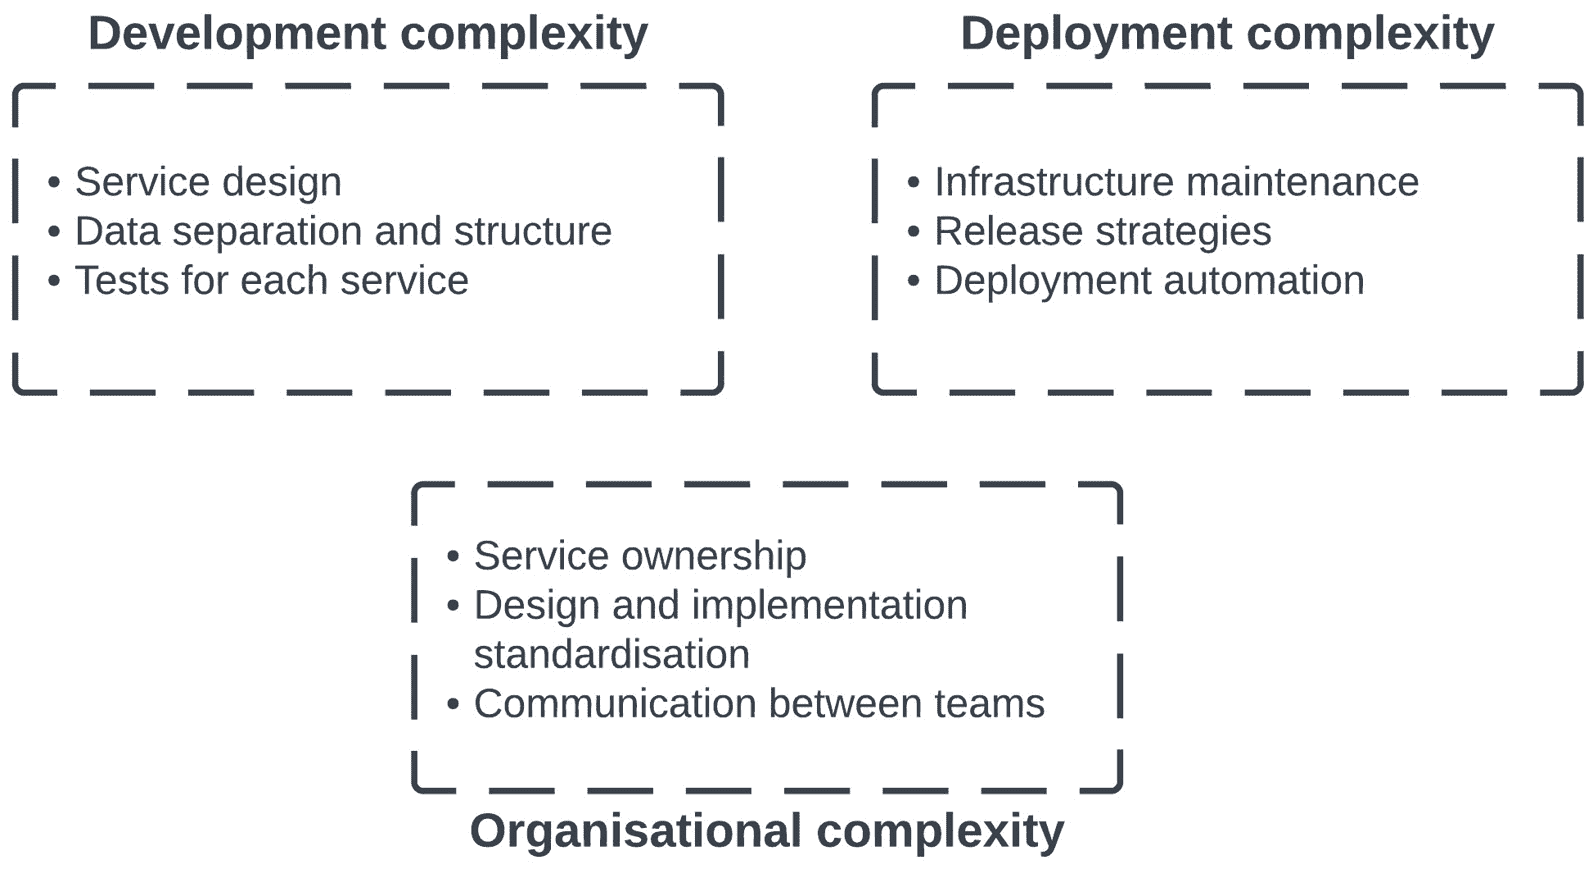 Development complexity
• Service design
• Data separation and structure
• Tests for each service
Deployment complexity
• Infrastructure maintenance
• Release strategies
• Deployment automation
• Service ownership
• Design and implementation
standardisation
• Communication between teams
Organisational complexity